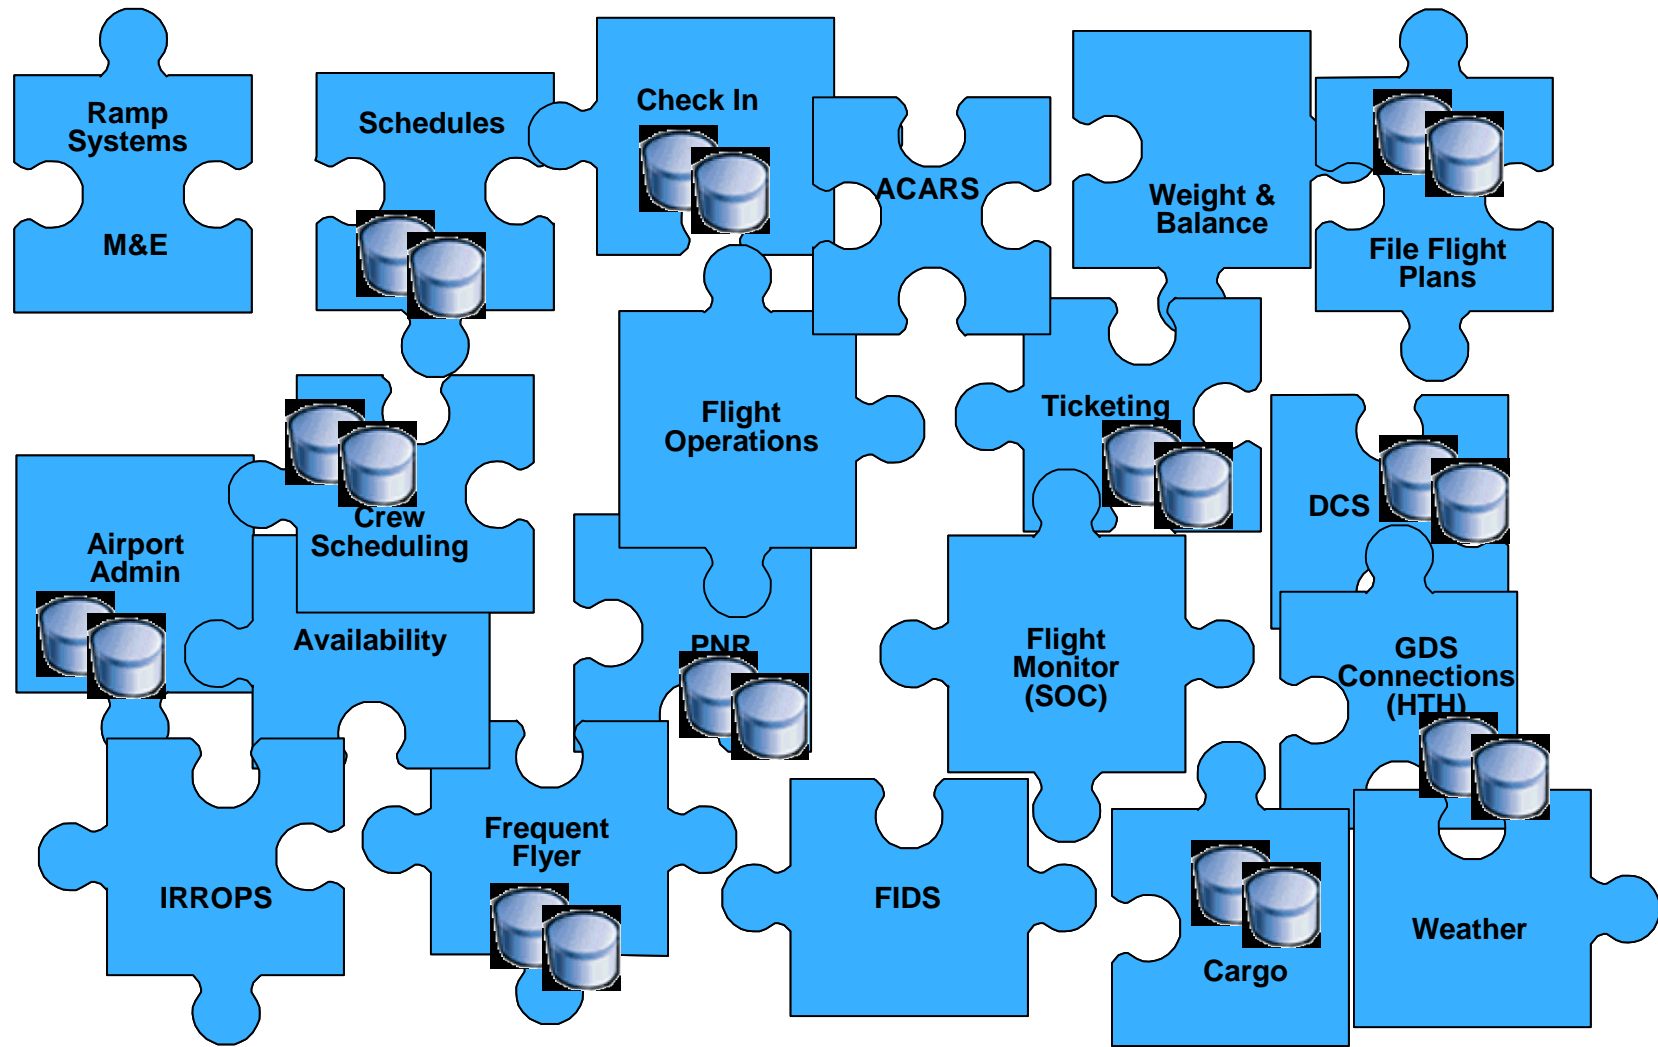 Ramp
Systems
M&E
Schedules
Check In
ACARS
Weight &
Balance
File Flight
Plans
Flight
Operations
Ticketing
DCS
Crew
Scheduling
Airport
Admin
Availability
PNR
Flight
Monitor
(SOC)
GDS
Connections
(HTH)
IRROPS
Frequent
Flyer
FIDS
Cargo
Weather